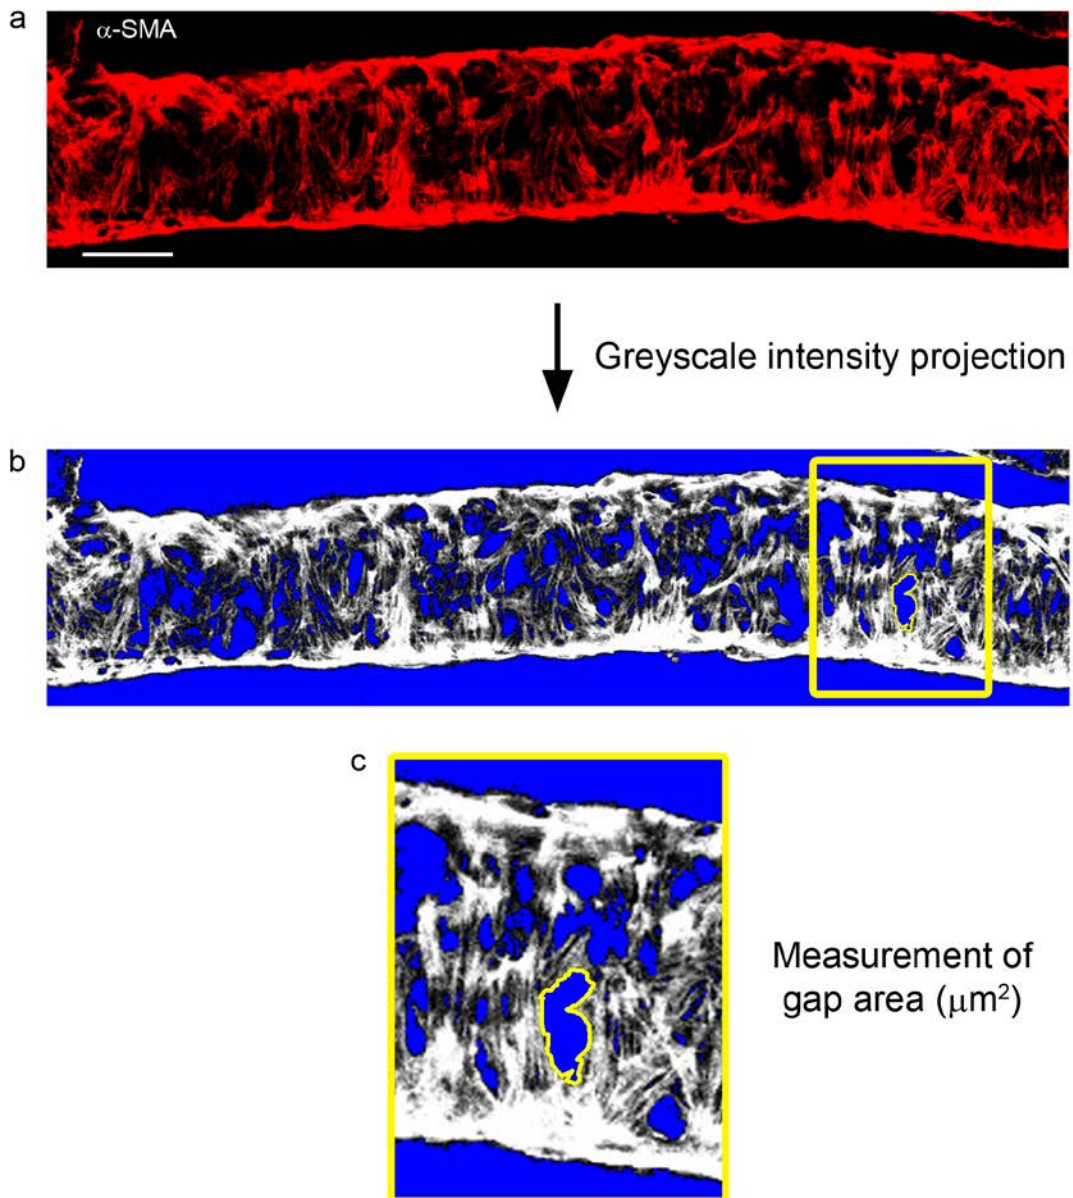 a
α-SMA
Greyscale intensity projection
b
c
Measurement of
gap area (μm²)